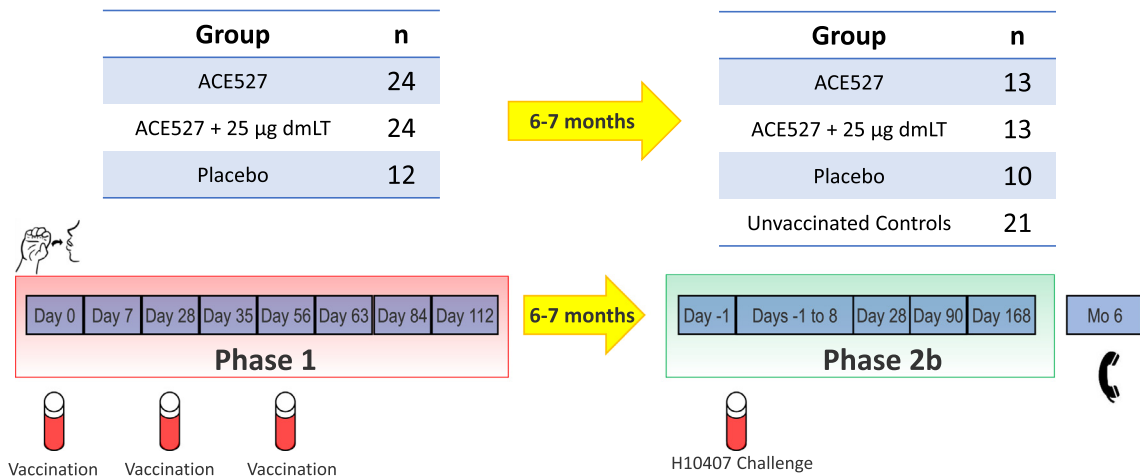 Group n
ACE527 24
ACE527 + 25 µg dmLT 24
Placebo 12
6-7 months
Group n
ACE527 13
ACE527 + 25 µg dmLT 13
Placebo 10
Unvaccinated Controls 21
Day 0 Day 7 Day 28 Day 35 Day 56 Day 63 Day 84 Day 112
Phase 1
6-7 months
Day -1 Days -1 to 8 Day 28 Day 90 Day 168
Phase 2b
Mo 6
Vaccination Vaccination Vaccination
H10407 Challenge